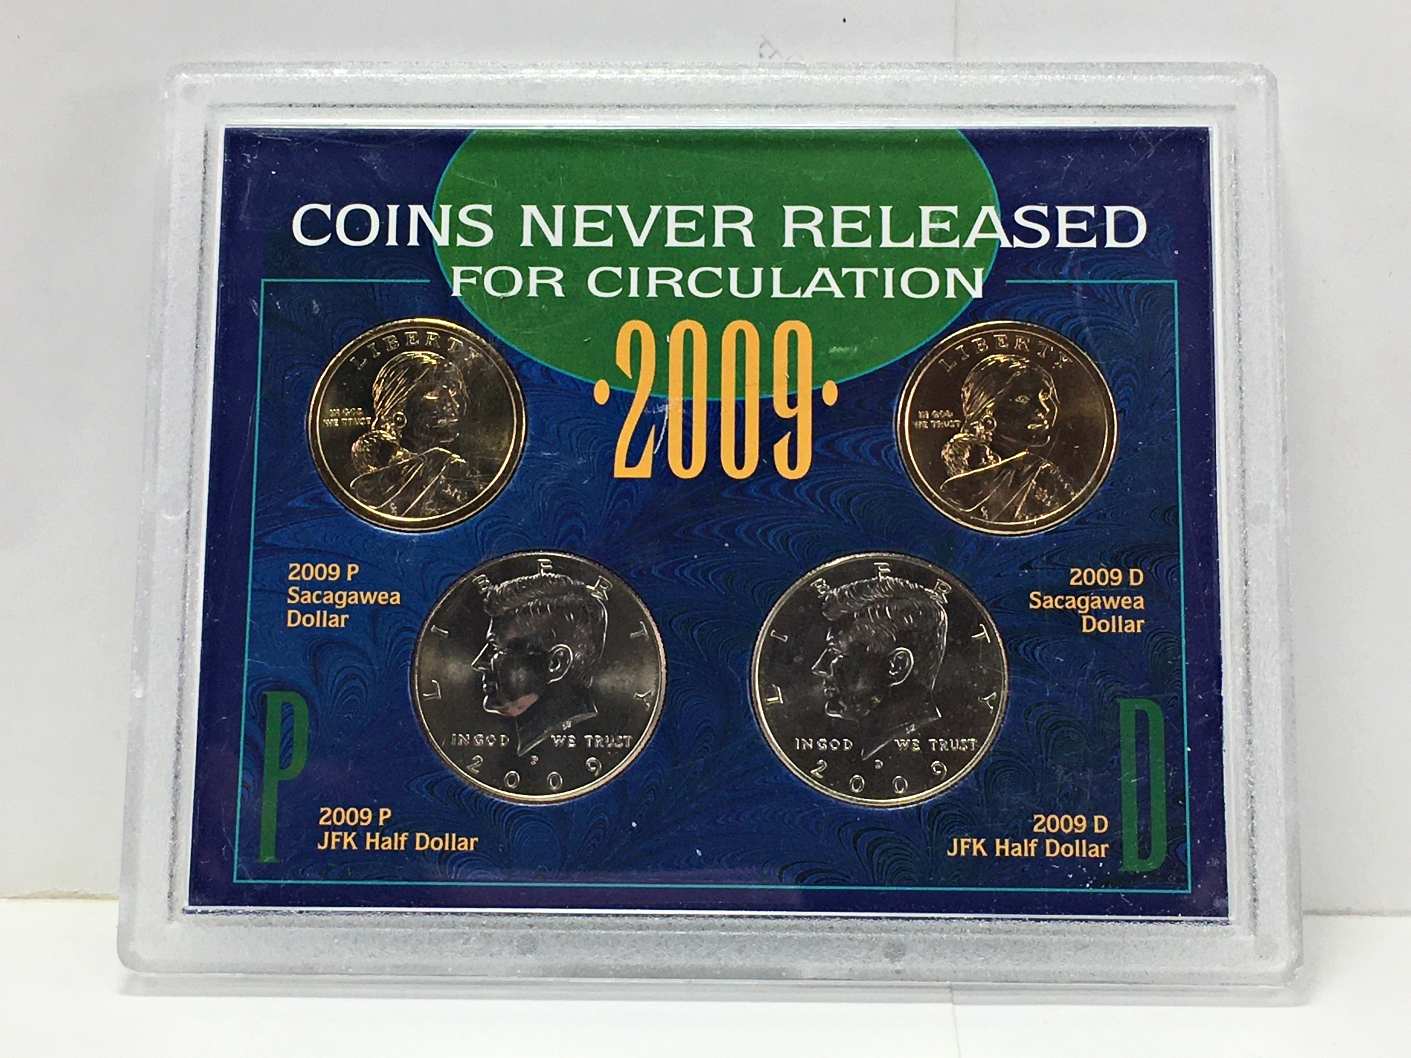 COINS NEVER RELEASED
FOR CIRCULATION
•2009•
LIBERTY
IN GOD
WE TRUST
LIBERTY
IN GOD
WE TRUST
2009 P
Sacagawea
Dollar
2009 D
Sacagawea
Dollar
LIBERTY
IN GOD WE TRUST
P
2009
LIBERTY
IN GOD WE TRUST
D
2009
P
2009 P
JFK Half Dollar
D
2009 D
JFK Half Dollar